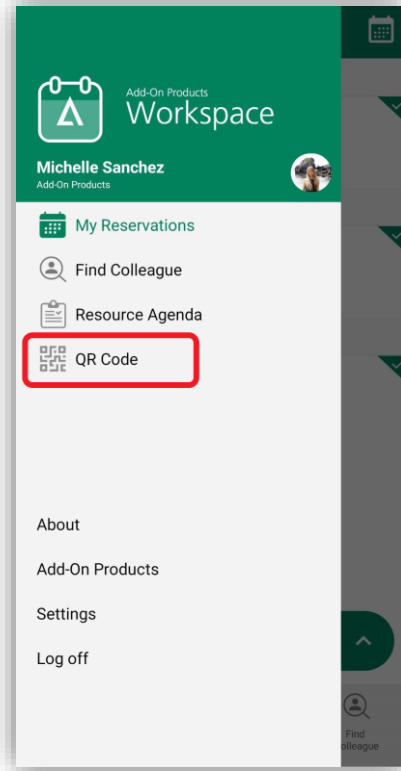 Add-On Products
Workspace
Michelle Sanchez
Add-On Products
My Reservations
Find Colleague
Resource Agenda
QR Code
About
Add-On Products
Settings
Log off
Find
olleague